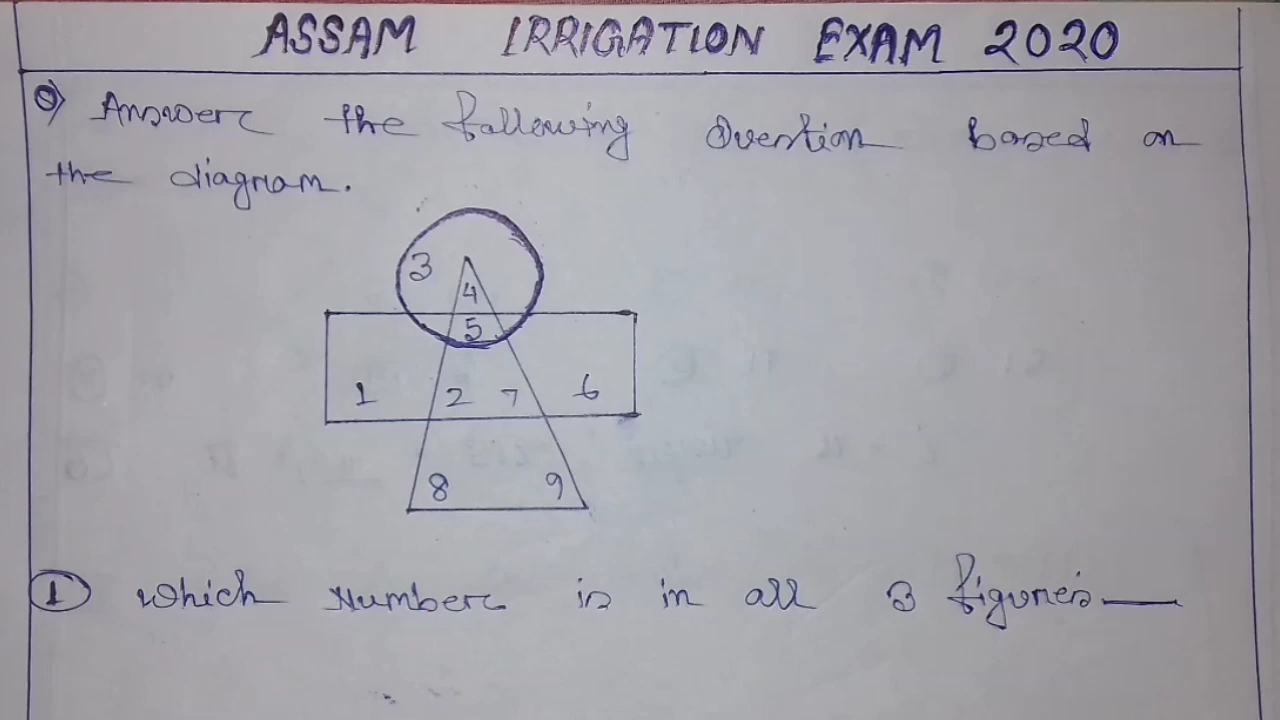 ASSAM IRRIGATION EXAM 2020
Q) Answer the following Question based on
the diagram.
3
4
5
1 2 7 6
8 9
① which Number is in all 3 figures —